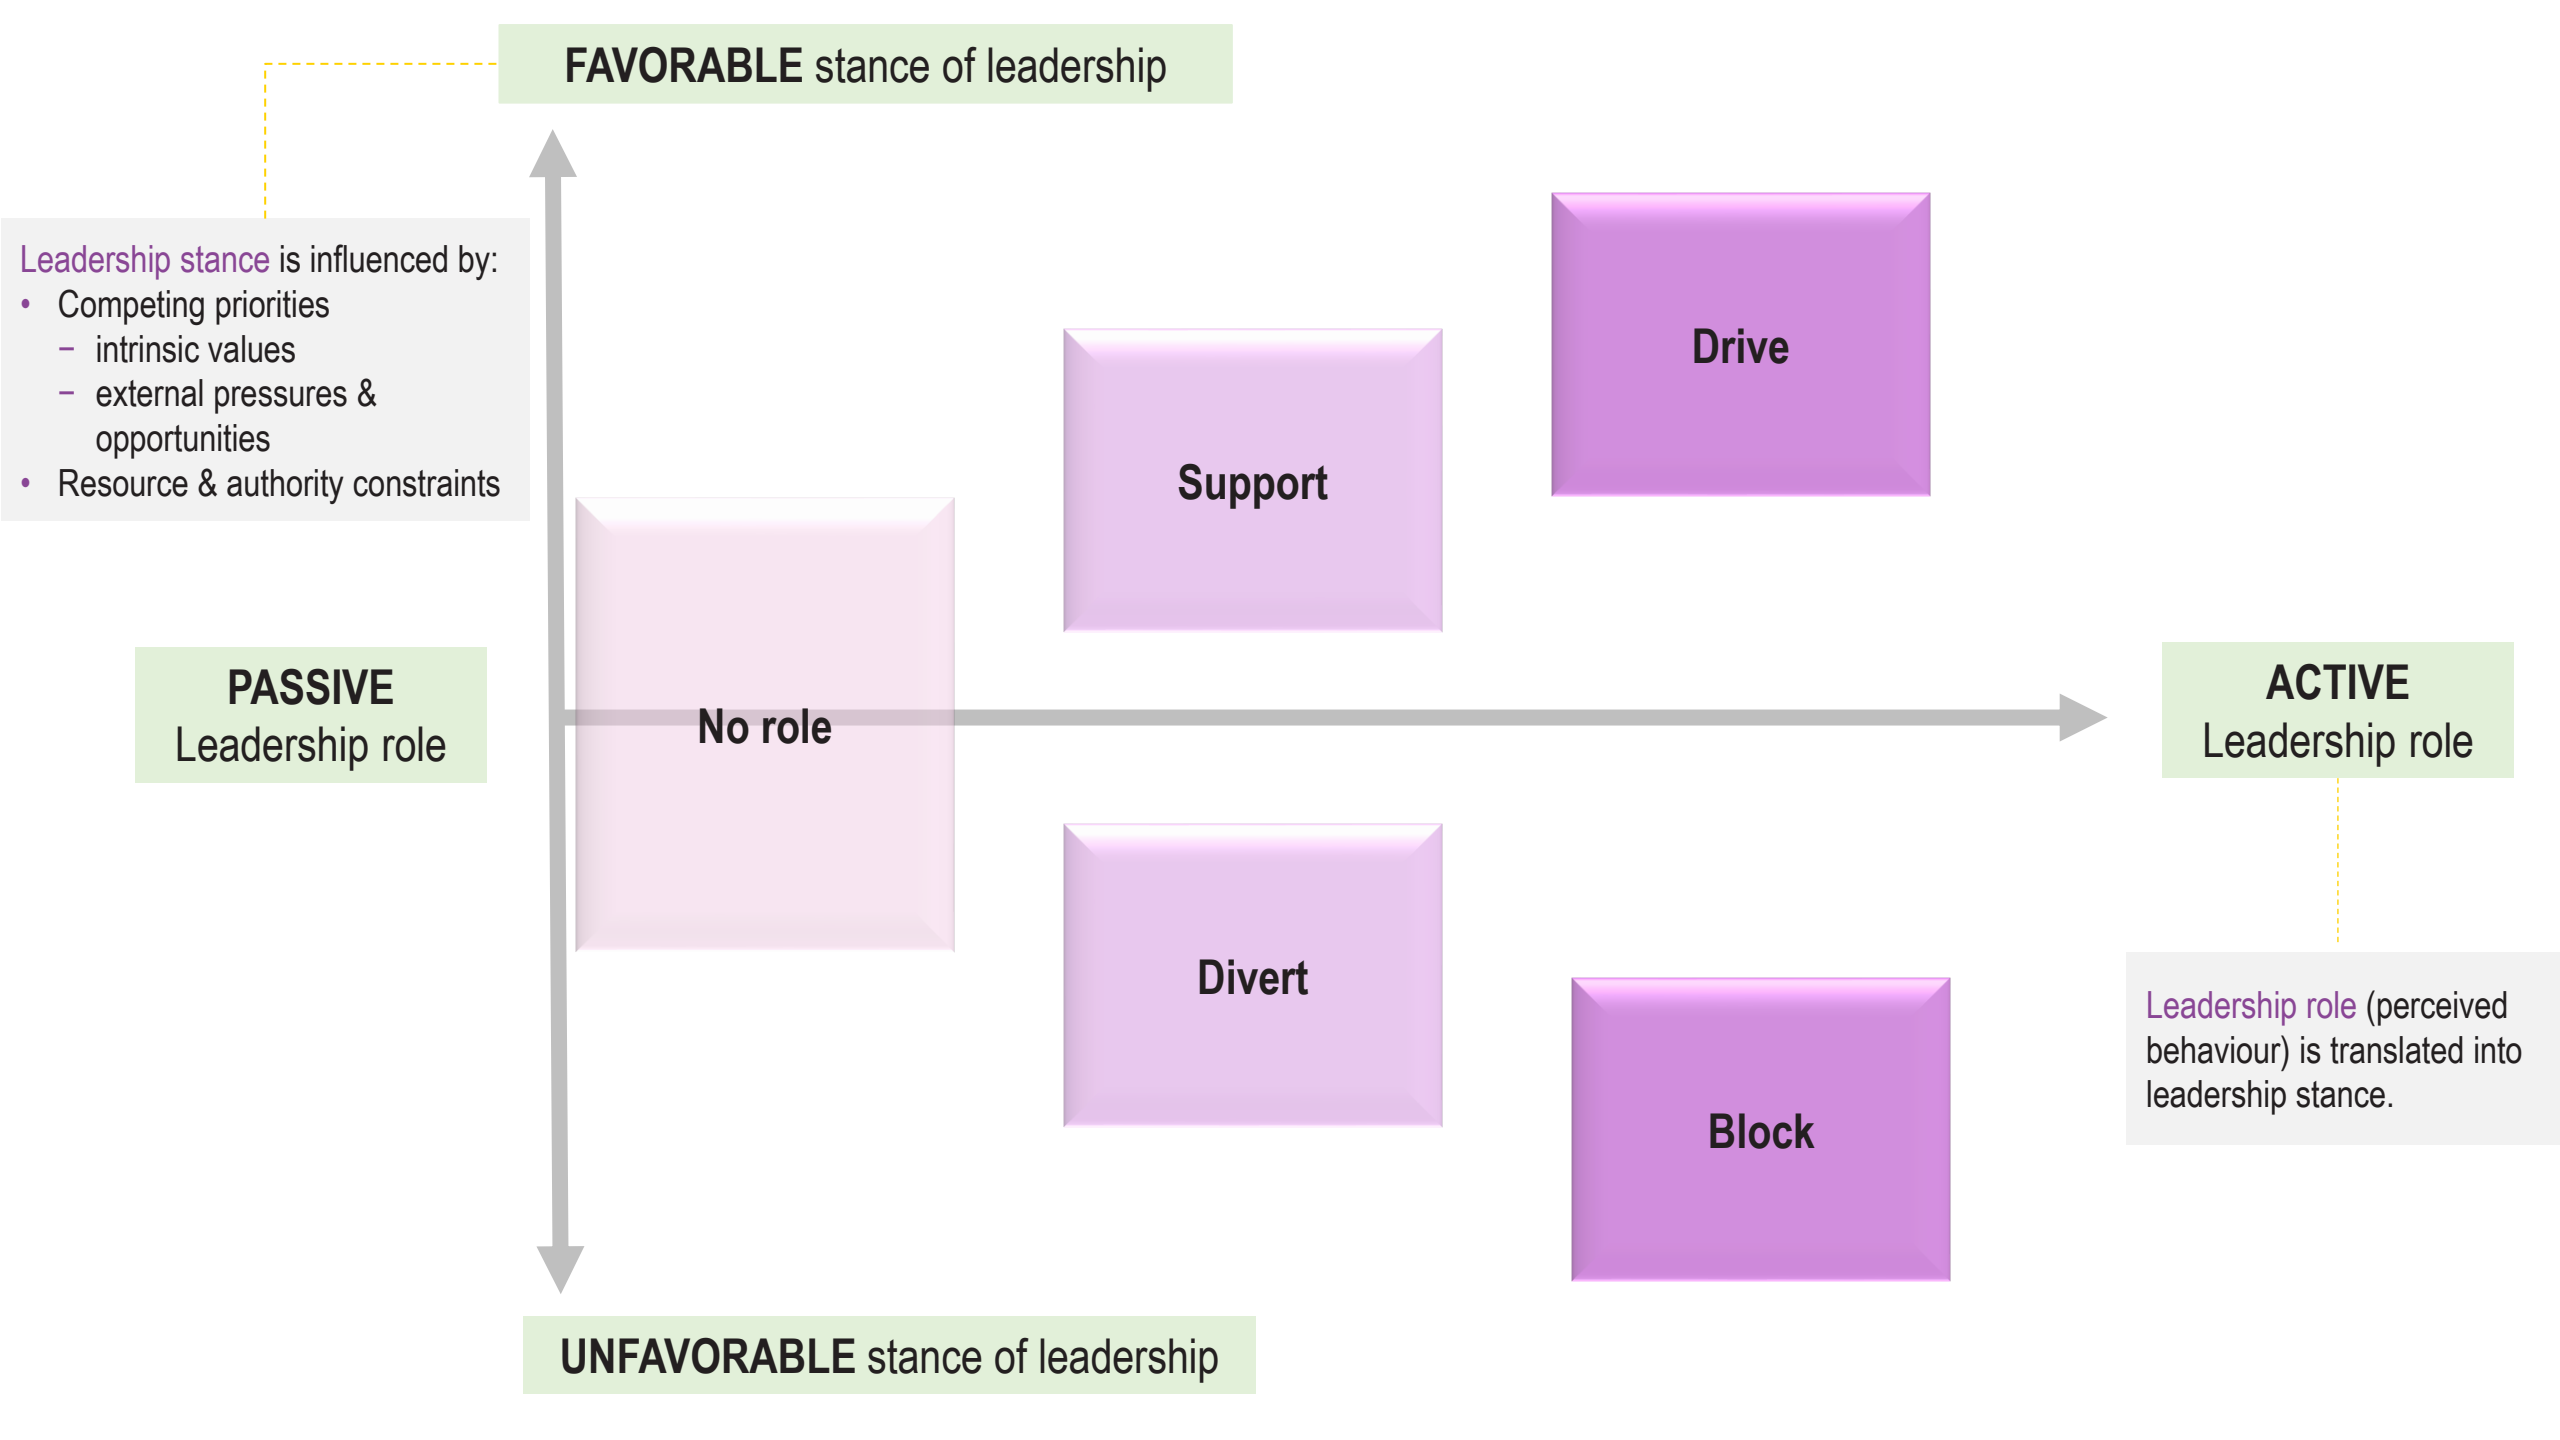 FAVORABLE stance of leadership
Leadership stance is influenced by:
• Competing priorities
− intrinsic values
− external pressures &
opportunities
• Resource & authority constraints
Drive
Support
PASSIVE
Leadership role
No role
ACTIVE
Leadership role
Divert
Block
Leadership role (perceived
behaviour) is translated into
leadership stance.
UNFAVORABLE stance of leadership